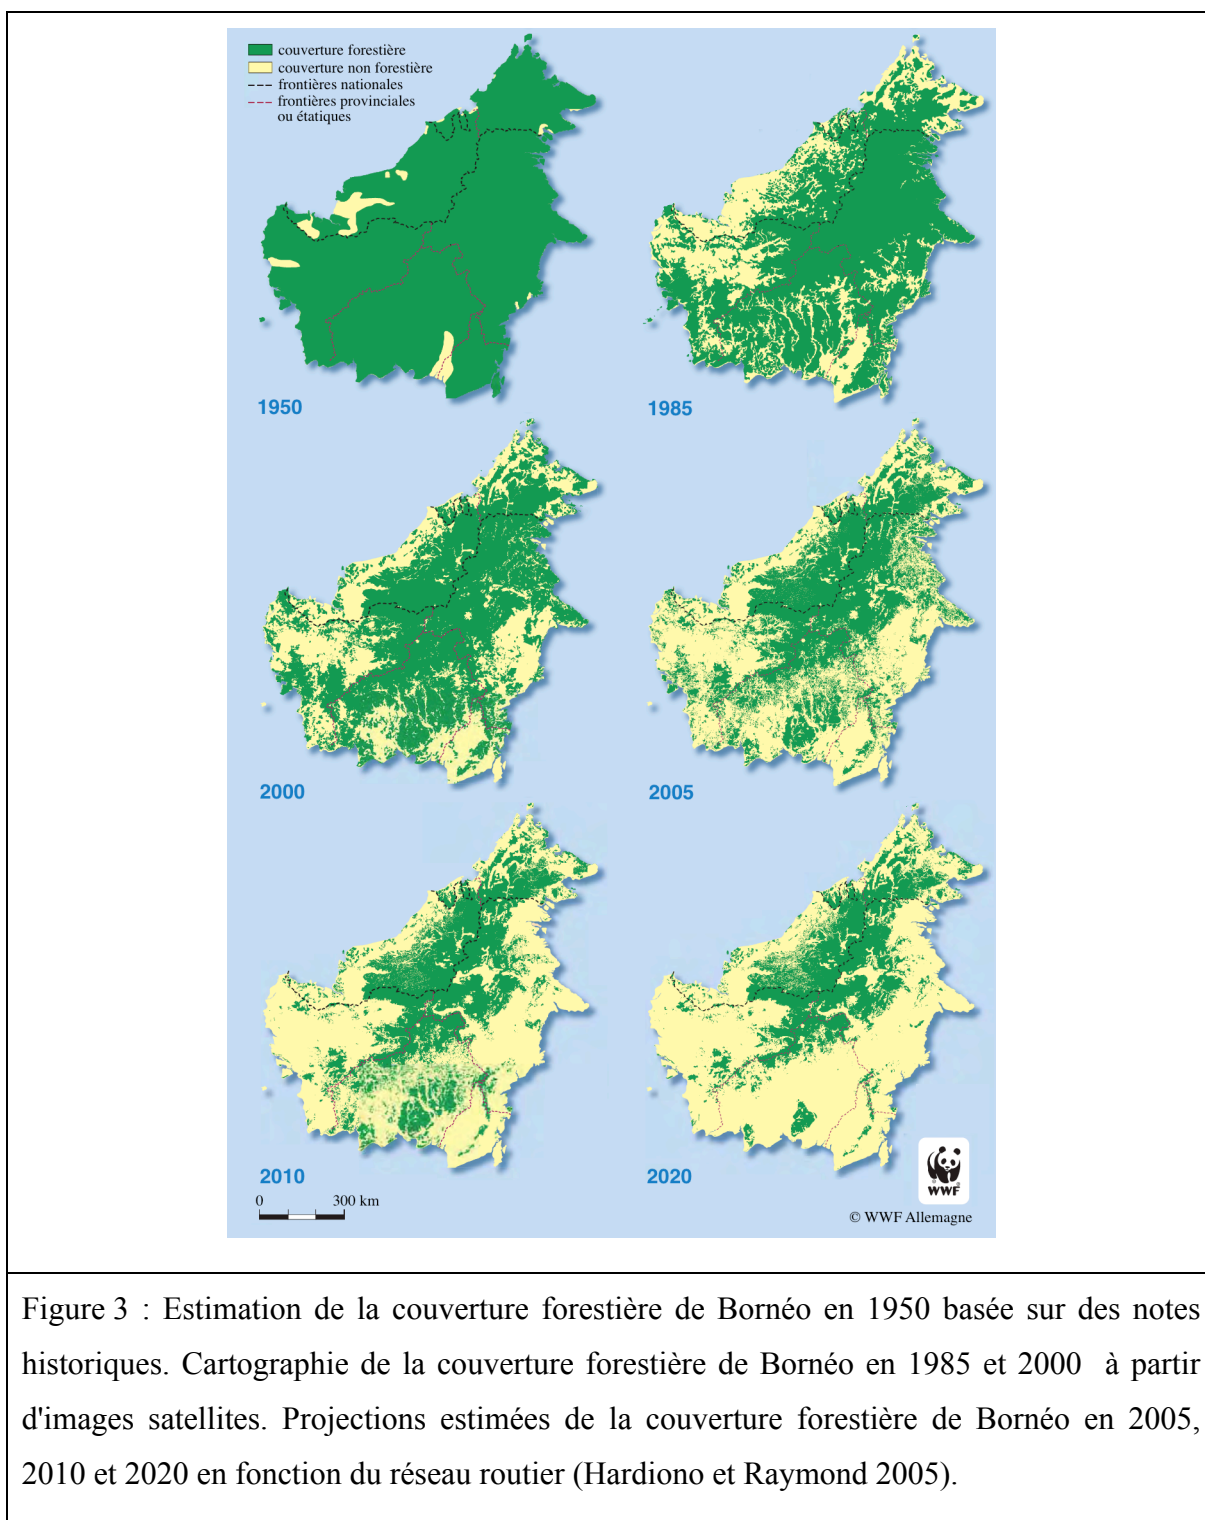 couverture forestière
couverture non forestière
frontières nationales
frontières provinciales
ou étatiques
1950
1985
2000
2005
2010
2020
0 300 km
WWF
© WWF Allemagne
Figure 3 : Estimation de la couverture forestière de Bornéo en 1950 basée sur des notes
historiques. Cartographie de la couverture forestière de Bornéo en 1985 et 2000 à partir
d'images satellites. Projections estimées de la couverture forestière de Bornéo en 2005,
2010 et 2020 en fonction du réseau routier (Hardiono et Raymond 2005).